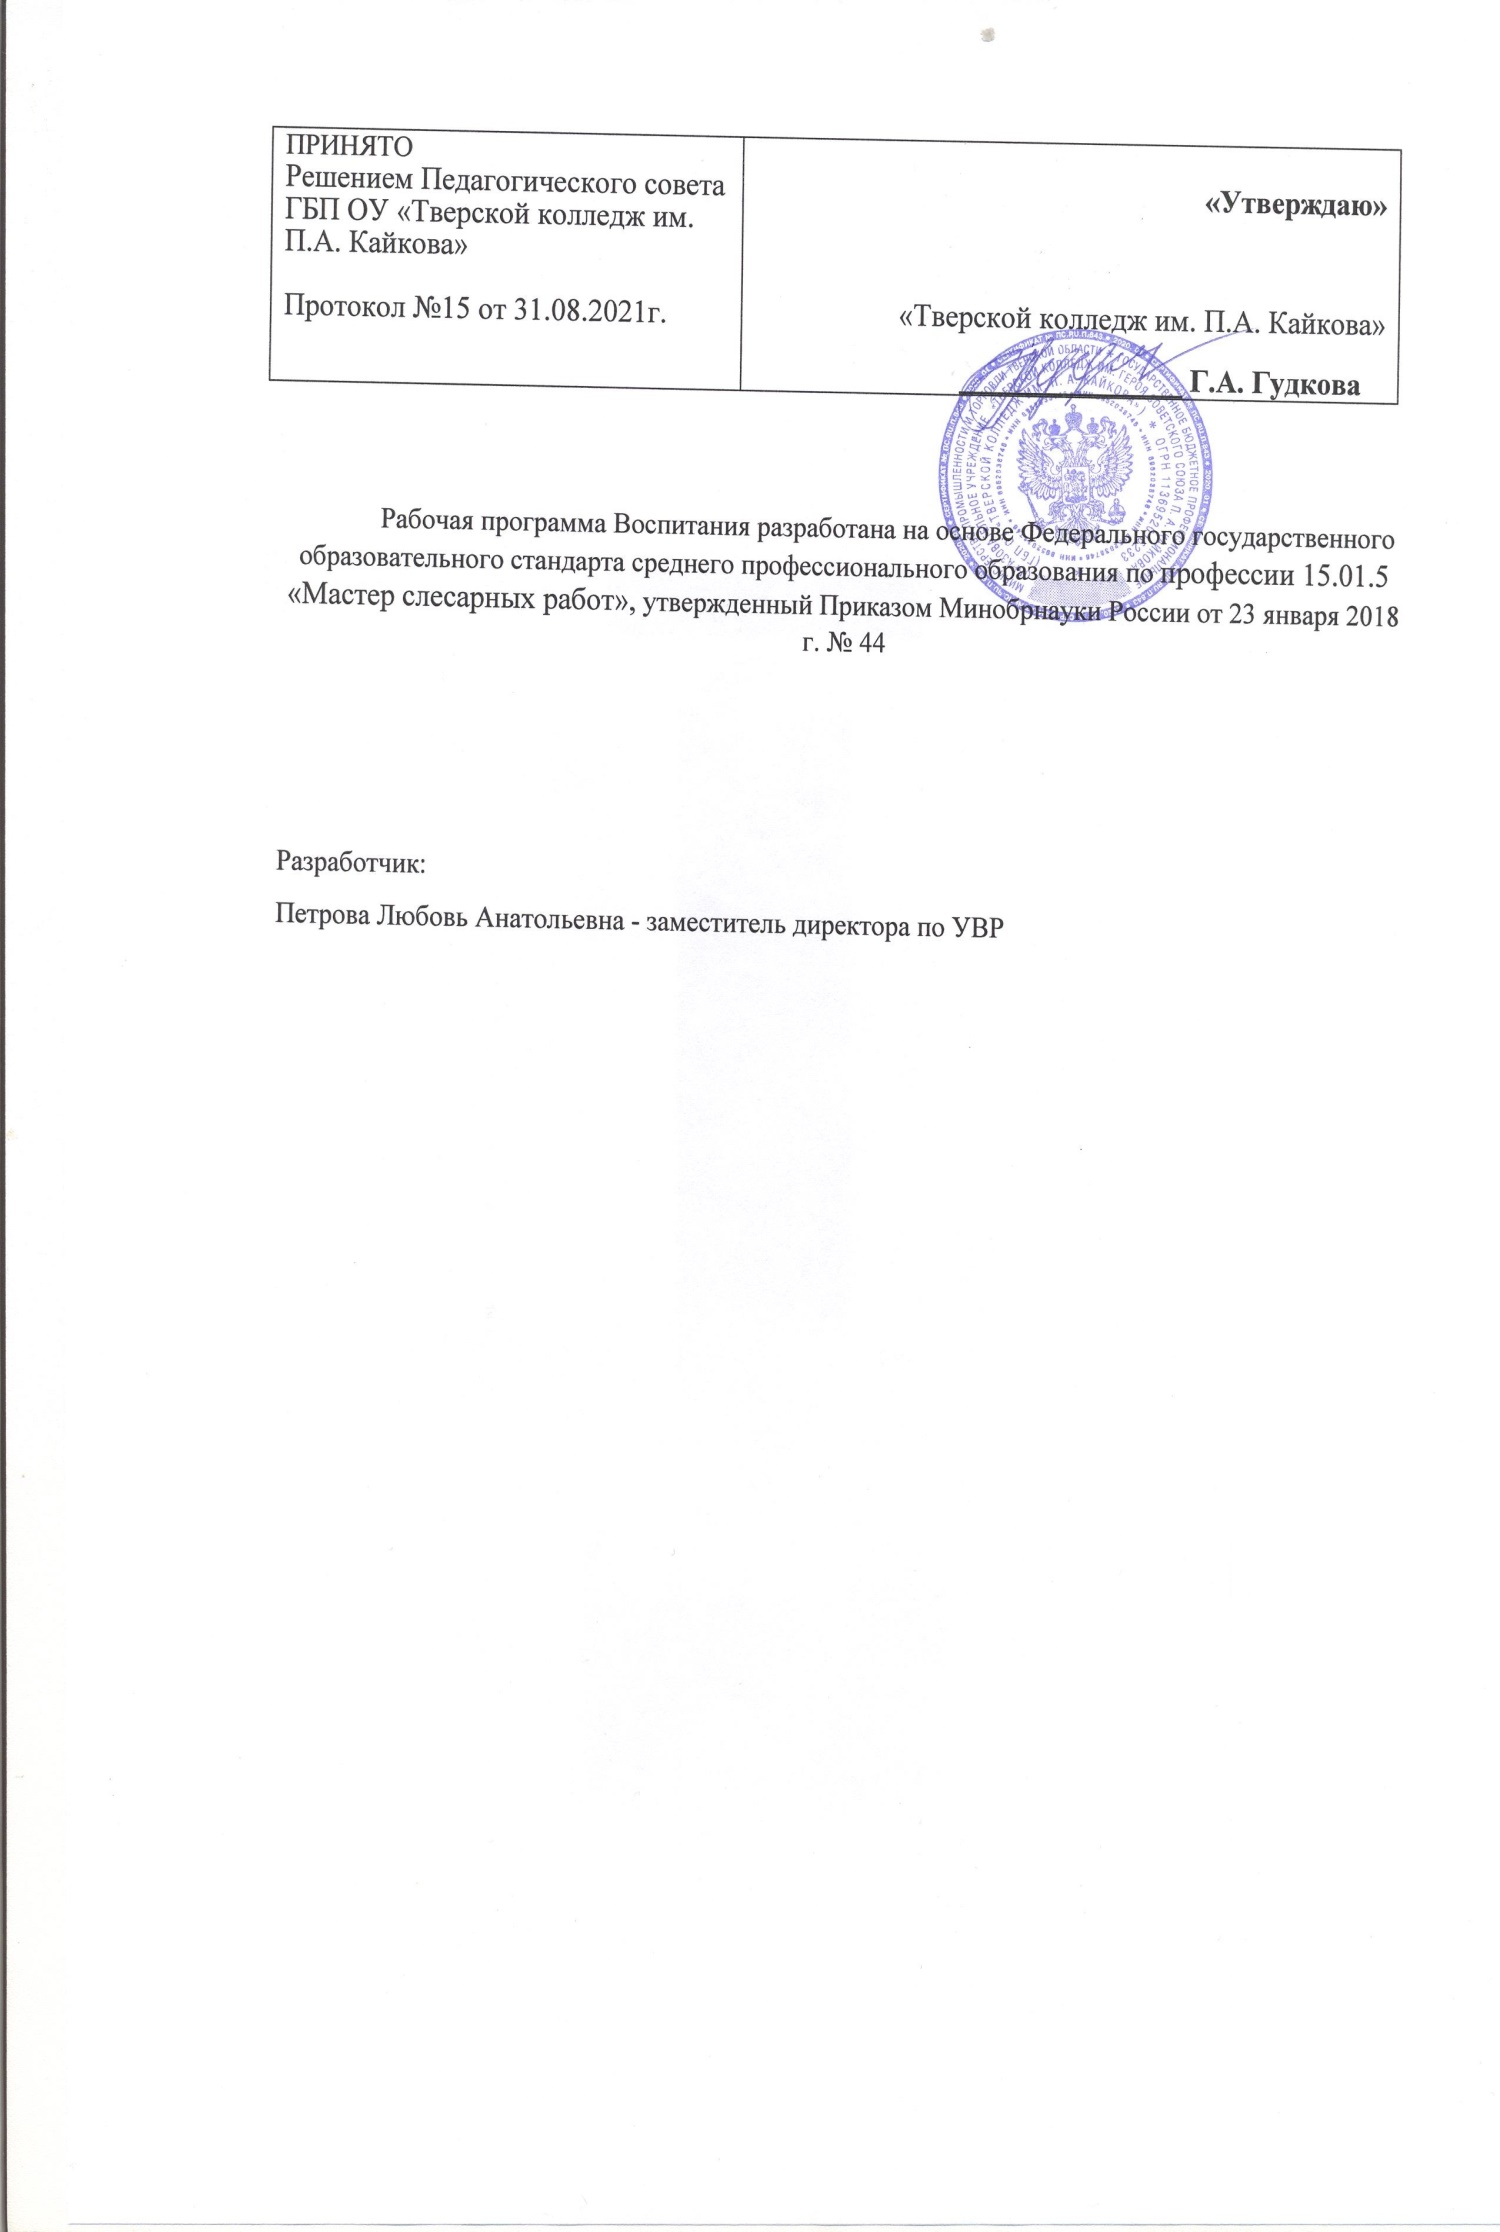 ПРИНЯТО
Решением Педагогического совета
ГБП ОУ «Тверской колледж им.
П.А. Кайкова»
Протокол №15 от 31.08.2021г.
«Утверждаю»
«Тверской колледж им. П.А. Кайкова»
Г.А. Гудкова
Рабочая программа Воспитания разработана на основе Федерального государственного
образовательного стандарта среднего профессионального образования по профессии 15.01.5
«Мастер слесарных работ», утвержденный Приказом Минобрнауки России от 23 января 2018
г. № 44
Разработчик:
Петрова Любовь Анатольевна - заместитель директора по УВР